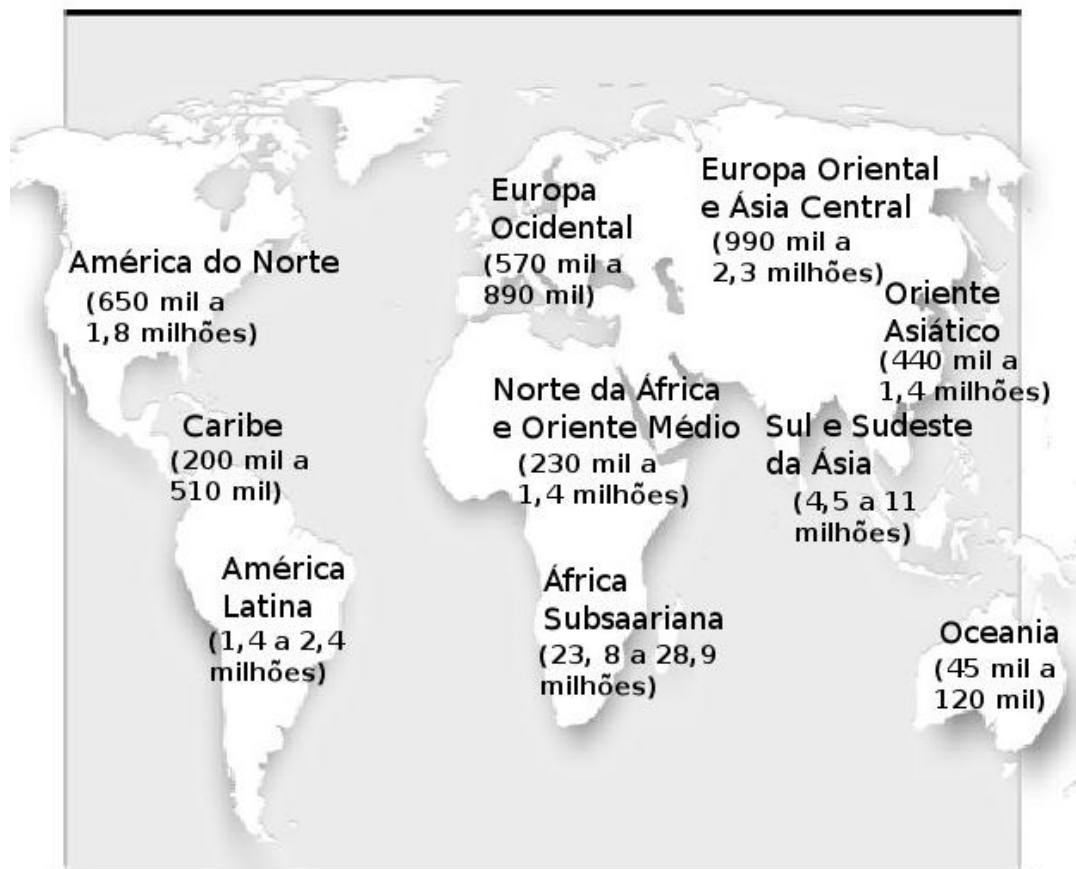 América do Norte
(650 mil a
1,8 milhões)
Caribe
(200 mil a
510 mil)
América
Latina
(1,4 a 2,4
milhões)
Europa
Ocidental
(570 mil a
890 mil)
Norte da África
e Oriente Médio
(230 mil a
1,4 milhões)
África
Subsaariana
(23, 8 a 28,9
milhões)
Europa Oriental
e Ásia Central
(990 mil a
2,3 milhões)
Oriente
Asiático
(440 mil a
1,4 milhões)
Sul e Sudeste
da Ásia
(4,5 a 11
milhões)
Oceania
(45 mil a
120 mil)